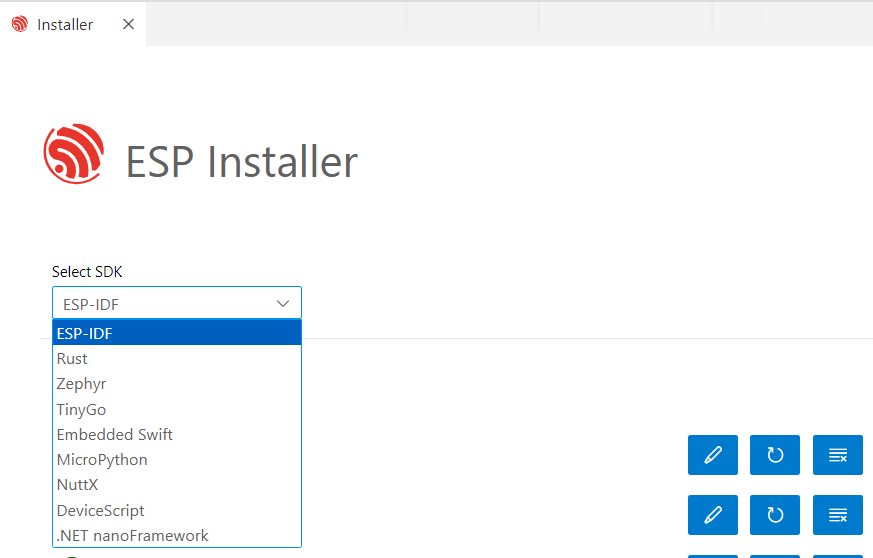 Installer
ESP Installer
Select SDK
ESP-IDF
ESP-IDF
Rust
Zephyr
TinyGo
Embedded Swift
MicroPython
NuttX
DeviceScript
.NET nanoFramework